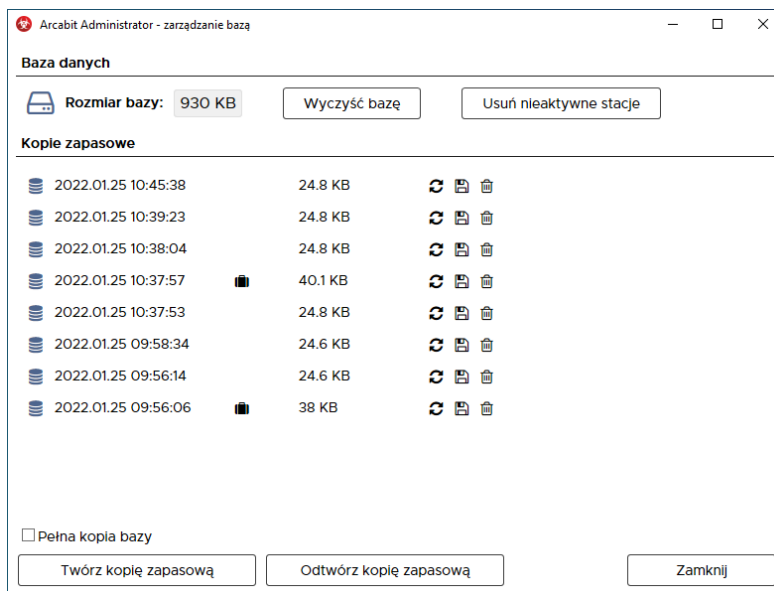 Arcabit Administrator - zarządzanie bazą
Baza danych
Rozmiar bazy: 930 KB Wyczyść bazę Usuń nieaktywne stacje
Kopie zapasowe
2022.01.25 10:45:38 24.8 KB
2022.01.25 10:39:23 24.8 KB
2022.01.25 10:38:04 24.8 KB
2022.01.25 10:37:57 40.1 KB
2022.01.25 10:37:53 24.8 KB
2022.01.25 09:58:34 24.6 KB
2022.01.25 09:56:14 24.6 KB
2022.01.25 09:56:06 38 KB
Pełna kopia bazy
Twórz kopię zapasową Odtwórz kopię zapasową Zamknij